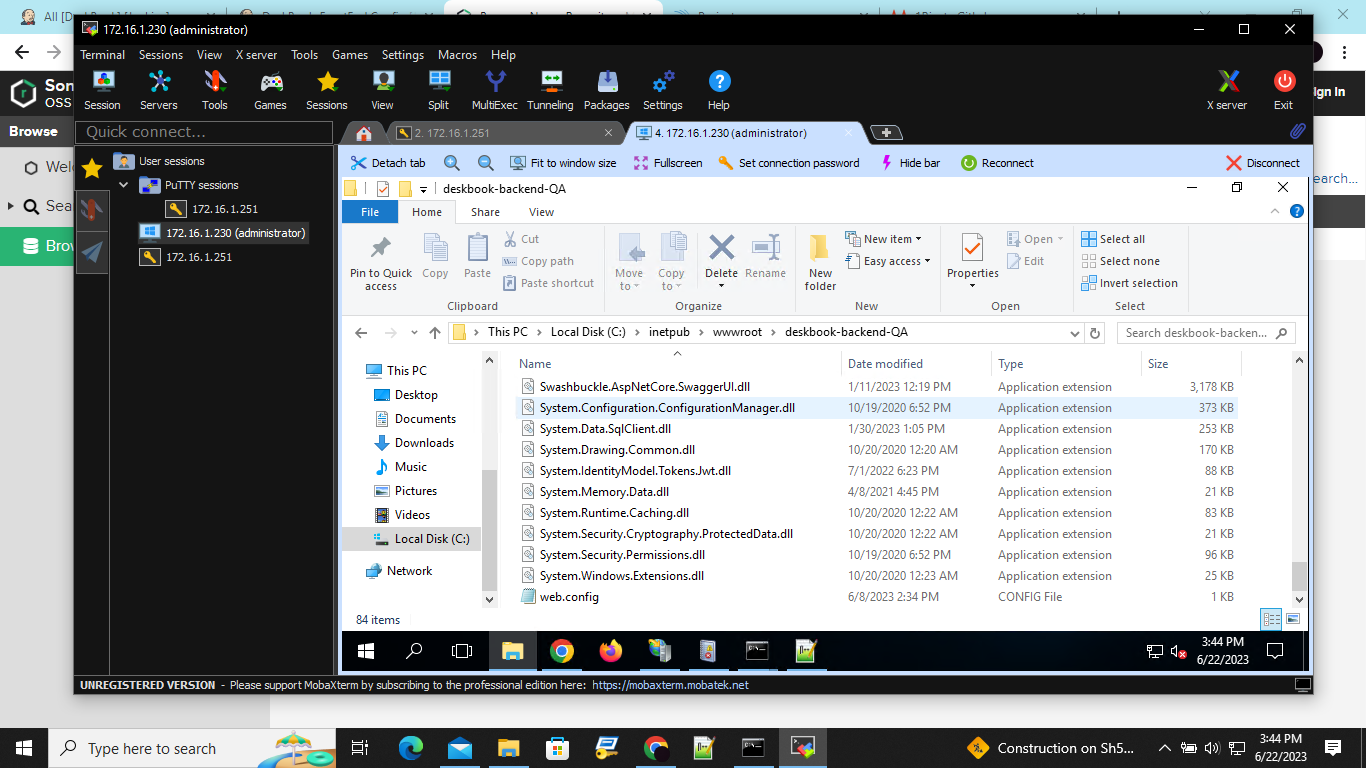 All [D
172.16.1.230 (administrator)
Terminal Sessions View X server Tools Games Settings Macros Help
Session Servers Tools Games Sessions View Split MultiExec Tunneling Packages Settings Help X server Exit
Son
OSS
gn In
Browse
Quick connect...
2. 172.16.1.251
4. 172.16.1.230 (administrator)
Detach tab Fit to window size Fullscreen Set connection password Hide bar Reconnect Disconnect
Welc
Sea
Brow
earch...
User sessions
PuTTY sessions
172.16.1.251
172.16.1.230 (administrator)
172.16.1.251
deskbook-backend-QA
File Home Share View
Pin to Quick access
Copy
Paste
Cut
Copy path
Paste shortcut
Clipboard
Move to
Copy to
Delete
Rename
Organize
New folder
New item
Easy access
New
Properties
Open
Edit
Open
Select all
Select none
Invert selection
Select
This PC Local Disk (C:) inetpub wwwroot deskbook-backend-QA
Search deskbook-backen...
This PC
Desktop
Documents
Downloads
Music
Pictures
Videos
Local Disk (C:)
Network
Name Date modified Type Size
Swashbuckle.AspNetCore.SwaggerUI.dll 1/11/2023 12:19 PM Application extension 3,178 KB
System.Configuration.ConfigurationManager.dll 10/19/2020 6:52 PM Application extension 373 KB
System.Data.SqlClient.dll 1/30/2023 1:05 PM Application extension 253 KB
System.Drawing.Common.dll 10/20/2020 12:20 AM Application extension 170 KB
System.IdentityModel.Tokens.Jwt.dll 7/1/2022 6:23 PM Application extension 88 KB
System.Memory.Data.dll 4/8/2021 4:45 PM Application extension 21 KB
System.Runtime.Caching.dll 10/20/2020 12:22 AM Application extension 83 KB
System.Security.Cryptography.ProtectedData.dll 10/20/2020 12:22 AM Application extension 21 KB
System.Security.Permissions.dll 10/19/2020 6:52 PM Application extension 96 KB
System.Windows.Extensions.dll 10/20/2020 12:23 AM Application extension 25 KB
web.config 6/8/2023 2:34 PM CONFIG File 1 KB
84 items
3:44 PM
6/22/2023
UNREGISTERED VERSION - Please support MobaXterm by subscribing to the professional edition here: https://mobaxterm.mobatek.net
Type here to search
Construction on Sh5...
3:44 PM
6/22/2023